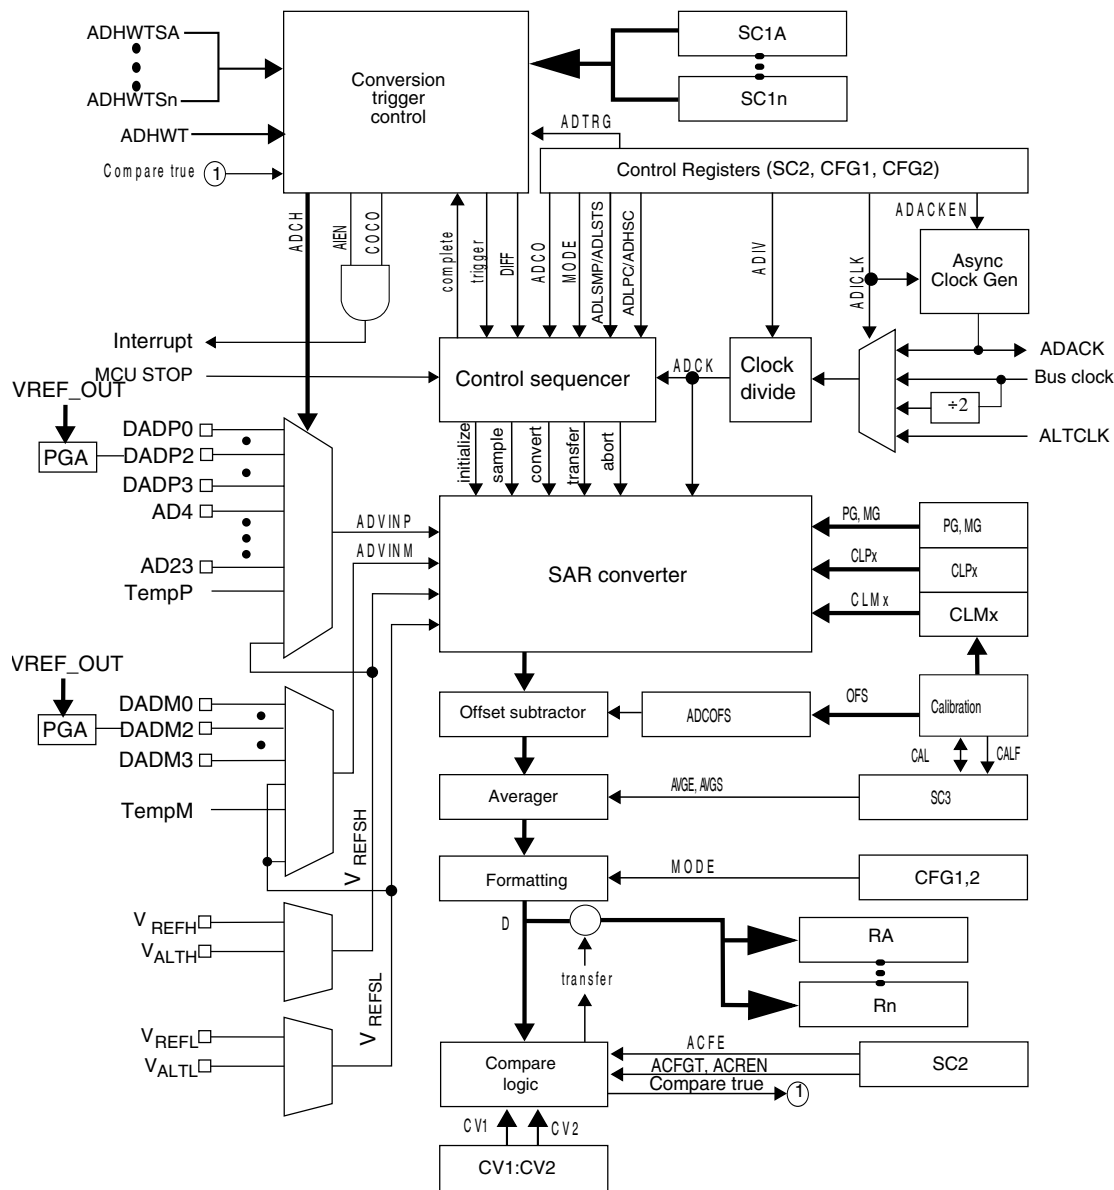 ADHWTSA
ADHWTSn
ADHWT
Compare true 1
Conversion
trigger
control
SC1A
SC1n
ADTRG
Control Registers (SC2, CFG1, CFG2)
ADCH
AIEN
COCO
complete
trigger
DIFF
ADCO
MODE
ADLSMP/ADLSTS
ADLPC/ADHSC
ADIV
ADICLK
ADACKEN
Async
Clock Gen
Interrupt
MCU STOP
Control sequencer
ADCK
Clock
divide
ADACK
Bus clock
÷2
ALTCLK
VREF_OUT
PGA
DADP0
DADP2
DADP3
AD4
AD23
TempP
initialize
sample
convert
transfer
abort
ADVINP
ADVINM
SAR converter
PG, MG
CLPx
CLMx
PG, MG
CLPx
CLMx
VREF_OUT
PGA
DADM0
DADM2
DADM3
TempM
VREFSH
Offset subtractor
ADCOFS
OFS
Calibration
CAL
CALF
Averager
AVGE, AVGS
SC3
Formatting
MODE
CFG1,2
D
transfer
RA
Rn
VREFH
VALTH
VREFSL
VREFL
VALTL
Compare
logic
ACFE
ACFGT, ACREN
Compare true
1
SC2
CV1
CV2
CV1:CV2